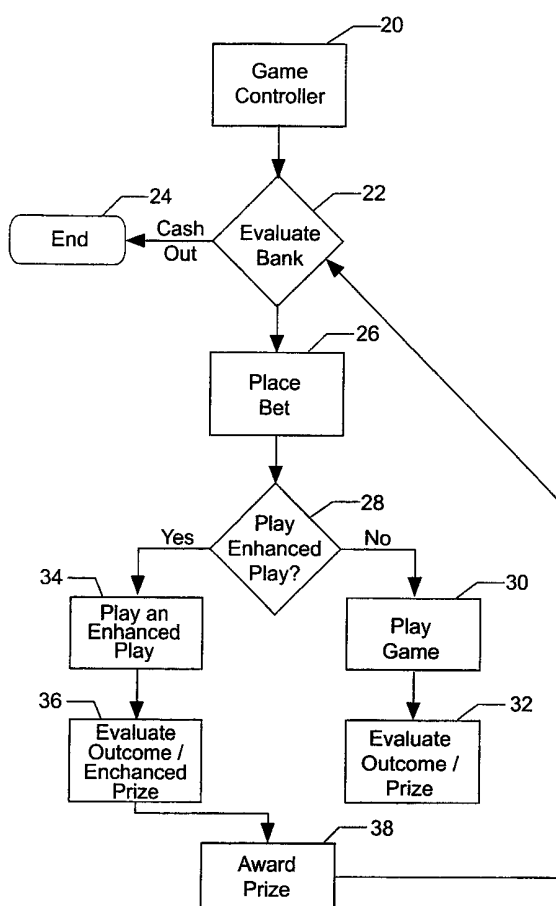 20
Game
Controller
24
22
End
Cash
Out
Evaluate
Bank
26
Place
Bet
28
Yes
Play
Enhanced
Play?
No
34
30
Play an
Enhanced
Play
Play
Game
36
32
Evaluate
Outcome /
Enchanced
Prize
Evaluate
Outcome /
Prize
38
Award
Prize